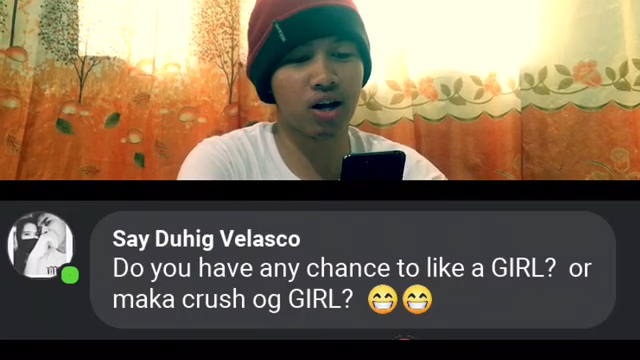 Say Duhig Velasco
Do you have any chance to like a GIRL? or
maka crush og GIRL? 😁😁